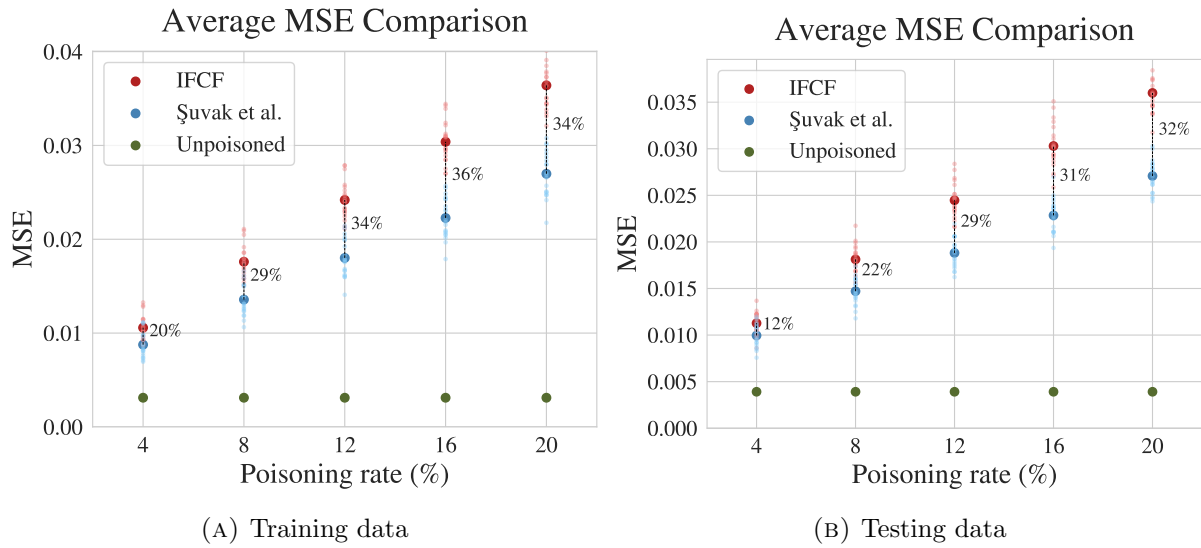 Average MSE Comparison
0.04
0.03
0.02
0.01
0.00
MSE
IFCF
Şuvak et al.
Unpoisoned
20%
29%
34%
36%
34%
4
8
12
16
20
Poisoning rate (%)
(A) Training data
Average MSE Comparison
0.035
0.030
0.025
0.020
0.015
0.010
0.005
0.000
MSE
IFCF
Şuvak et al.
Unpoisoned
12%
22%
29%
31%
32%
4
8
12
16
20
Poisoning rate (%)
(B) Testing data